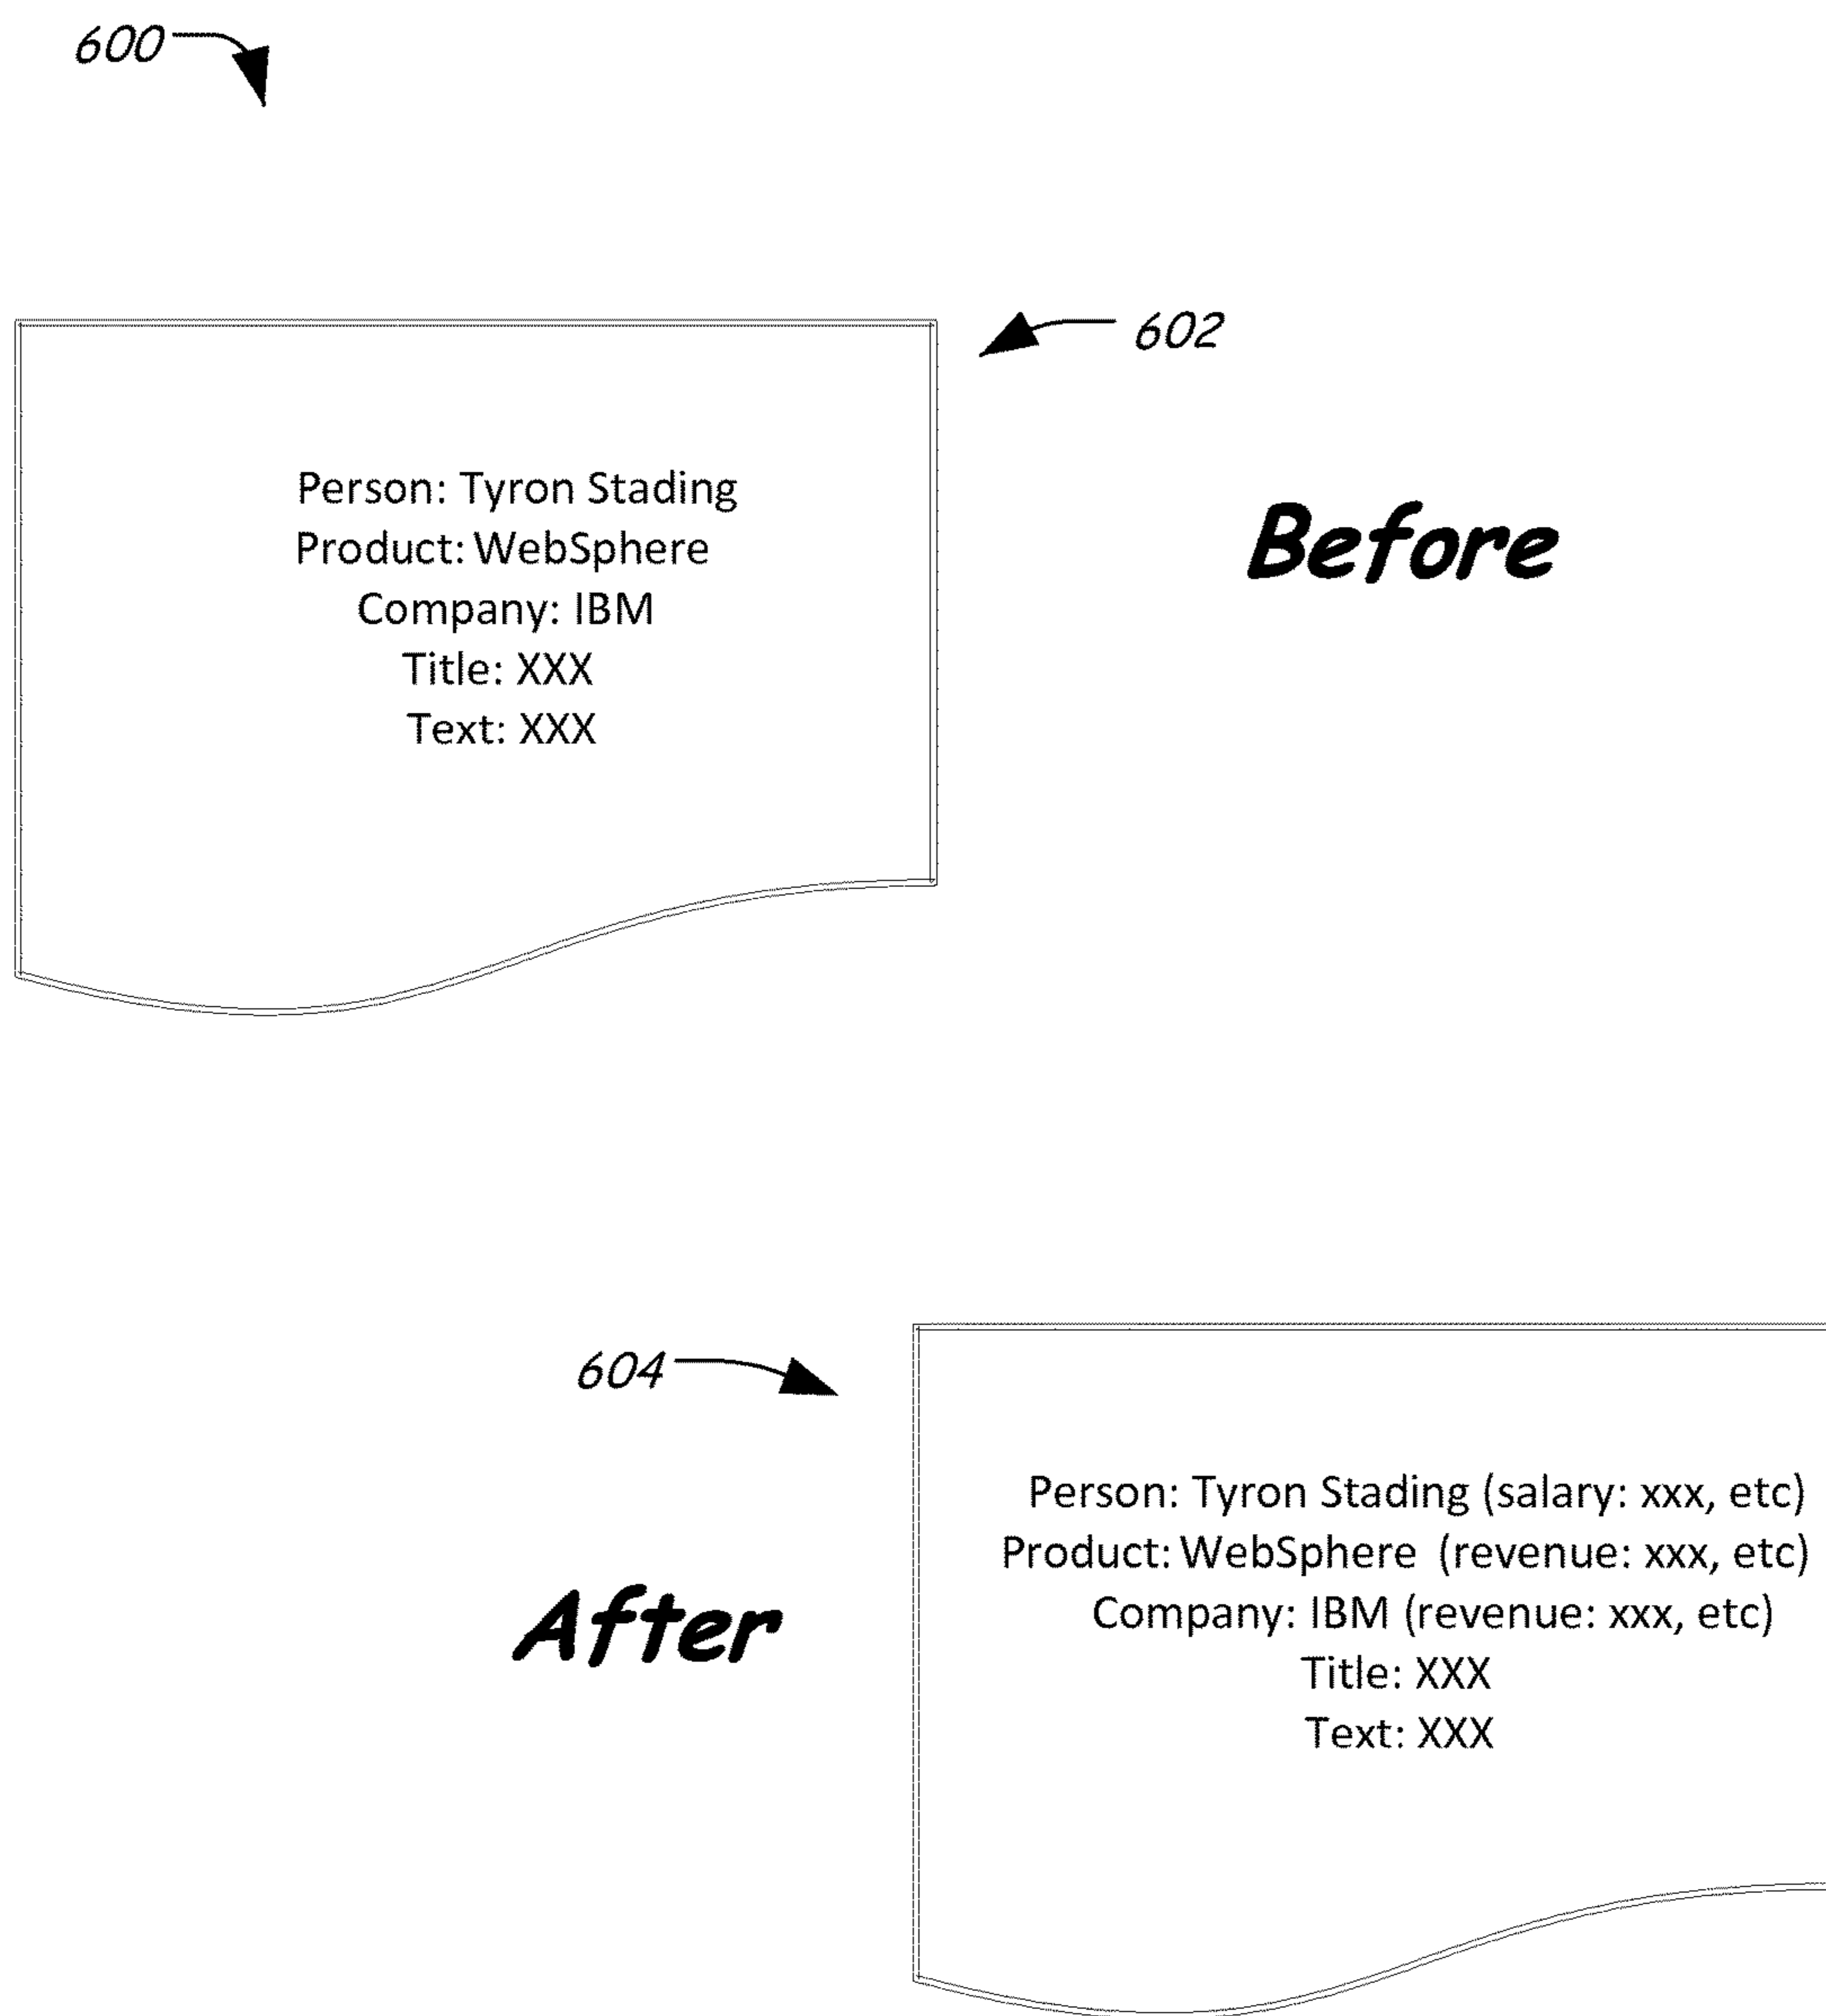 600
602
Person: Tyron Stading
Product: WebSphere
Company: IBM
Title: XXX
Text: XXX
Before
604
After
Person: Tyron Stading (salary: xxx, etc)
Product: WebSphere (revenue: xxx, etc)
Company: IBM (revenue: xxx, etc)
Title: XXX
Text: XXX